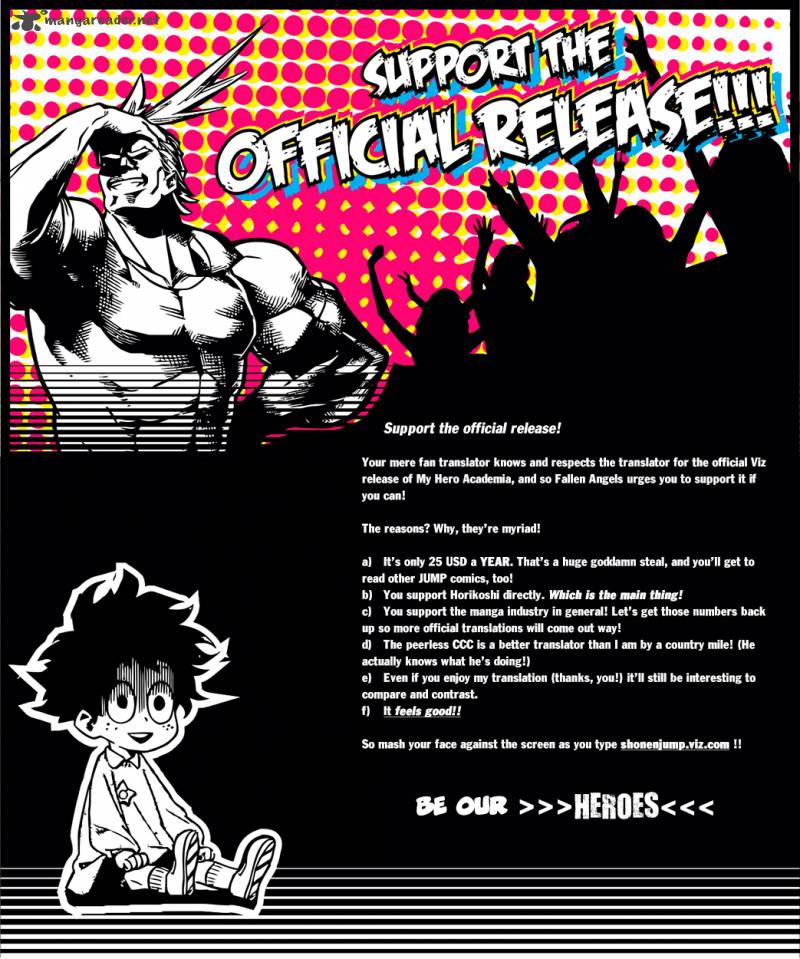 mangareader.net
SUPPORT THE
OFFICIAL RELEASE!!!
Support the official release!
Your mere fan translator knows and respects the translator for the official Viz
release of My Hero Academia, and so Fallen Angels urges you to support it if
you can!
The reasons? Why, they're myriad!
a) It's only 25 USD a YEAR. That's a huge goddamn steal, and you'll get to
read other JUMP comics, too!
b) You support Horikoshi directly. Which is the main thing!
c) You support the manga industry in general! Let's get those numbers back
up so more official translations will come out way!
d) The peerless CCC is a better translator than I am by a country mile! (He
actually knows what he's doing!)
e) Even if you enjoy my translation (thanks, you!) it'll still be interesting to
compare and contrast.
f) It feels good!!
So mash your face against the screen as you type shonenjump.viz.com !!
BE OUR >>>HEROES<<<